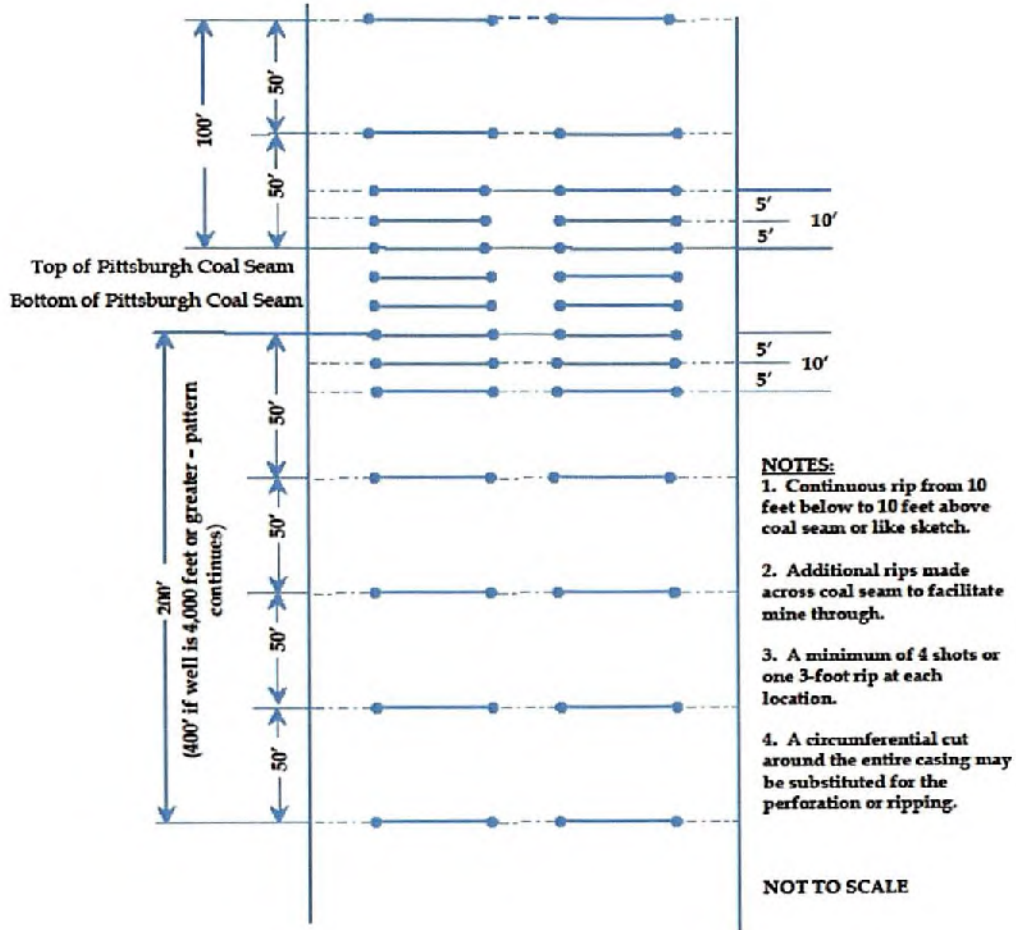 50′
100′
50′
5′
10′
5′
Top of Pittsburgh Coal Seam
Bottom of Pittsburgh Coal Seam
5′
10′
5′
50′
200′
(400′ if well is 4,000 feet or greater – pattern
continues)
50′
50′
50′
NOTES:
1. Continuous rip from 10
feet below to 10 feet above
coal seam or like sketch.
2. Additional rips made
across coal seam to facilitate
mine through.
3. A minimum of 4 shots or
one 3-foot rip at each
location.
4. A circumferential cut
around the entire casing may
be substituted for the
perforation or ripping.
NOT TO SCALE